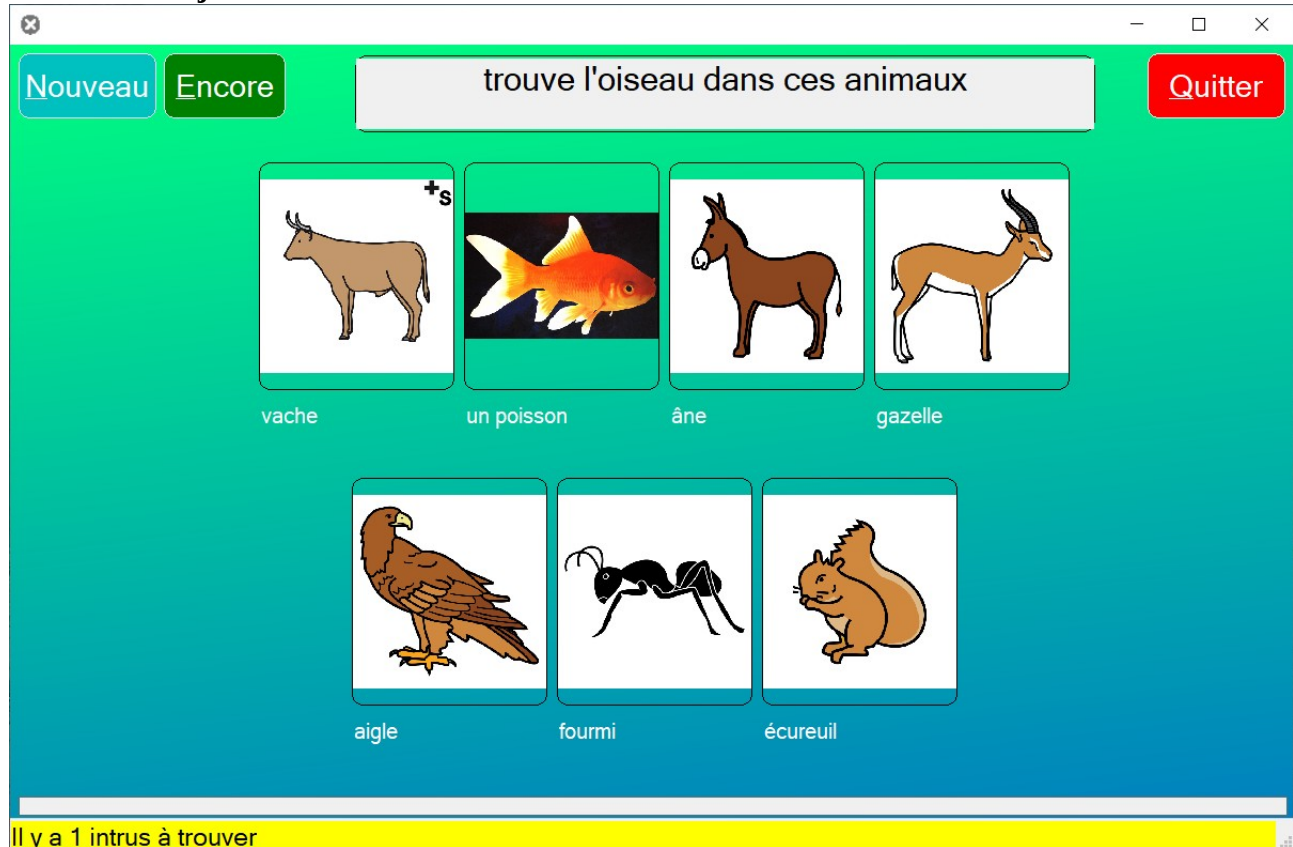 Nouveau Encore trouve l'oiseau dans ces animaux Quitter
+s
vache un poisson âne gazelle
aigle fourmi écureuil
Il y a 1 intrus à trouver